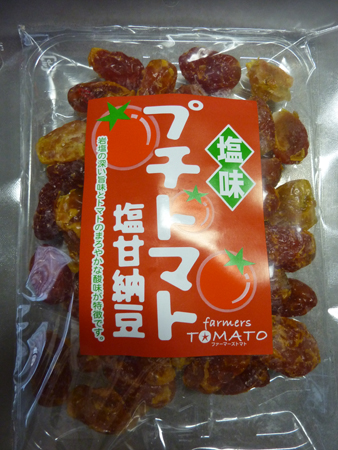 塩味
プチトマト
塩甘納豆
岩塩の深い旨味とトマトのまろやかな酸味が特徴です。
farmers
TOMATO
ファーマーズトマト